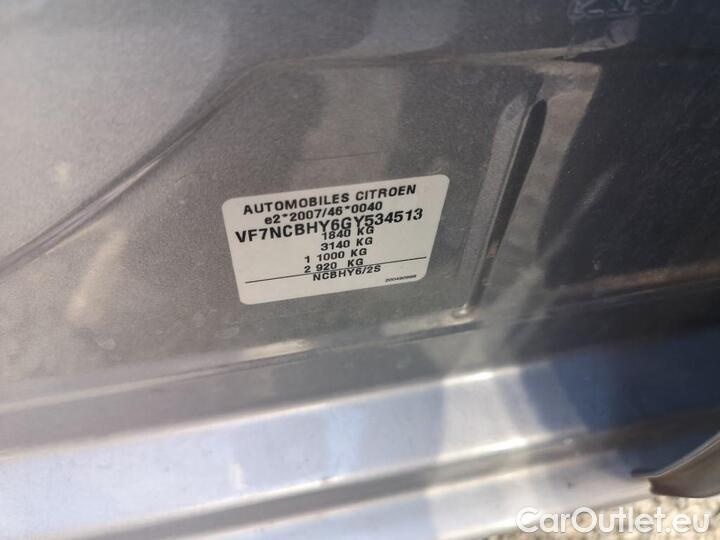 AUTOMOBILES CITROEN
e2*2007/46*0040
VF7NCBHY6GY534513
1840 KG
3140 KG
1 1000 KG
2 920 KG
NCBHY6/2S
CarOutlet.eu